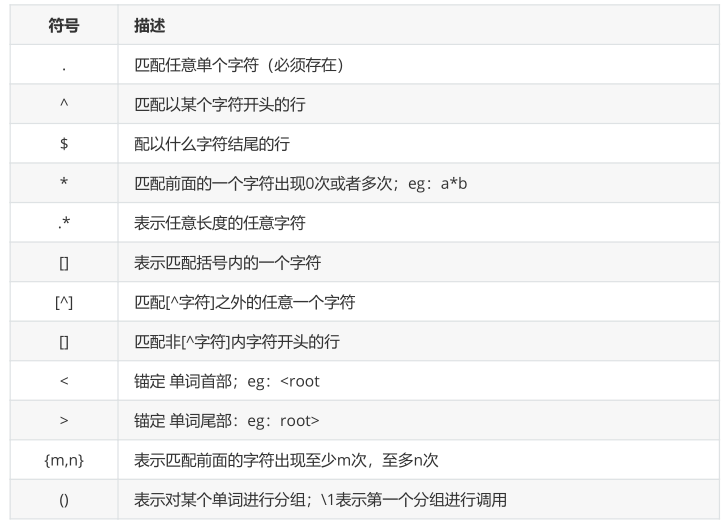 符号 描述
. 匹配任意单个字符（必须存在）
^ 匹配以某个字符开头的行
$ 配以什么字符结尾的行
* 匹配前面的一个字符出现0次或者多次；eg：a*b
.* 表示任意长度的任意字符
[] 表示匹配括号内的一个字符
[^] 匹配[^字符]之外的任意一个字符
[] 匹配非[^字符]内字符开头的行
< 锚定 单词首部；eg：<root
> 锚定 单词尾部：eg：root>
{m,n} 表示匹配前面的字符出现至少m次，至多n次
() 表示对某个单词进行分组；\1表示第一个分组进行调用